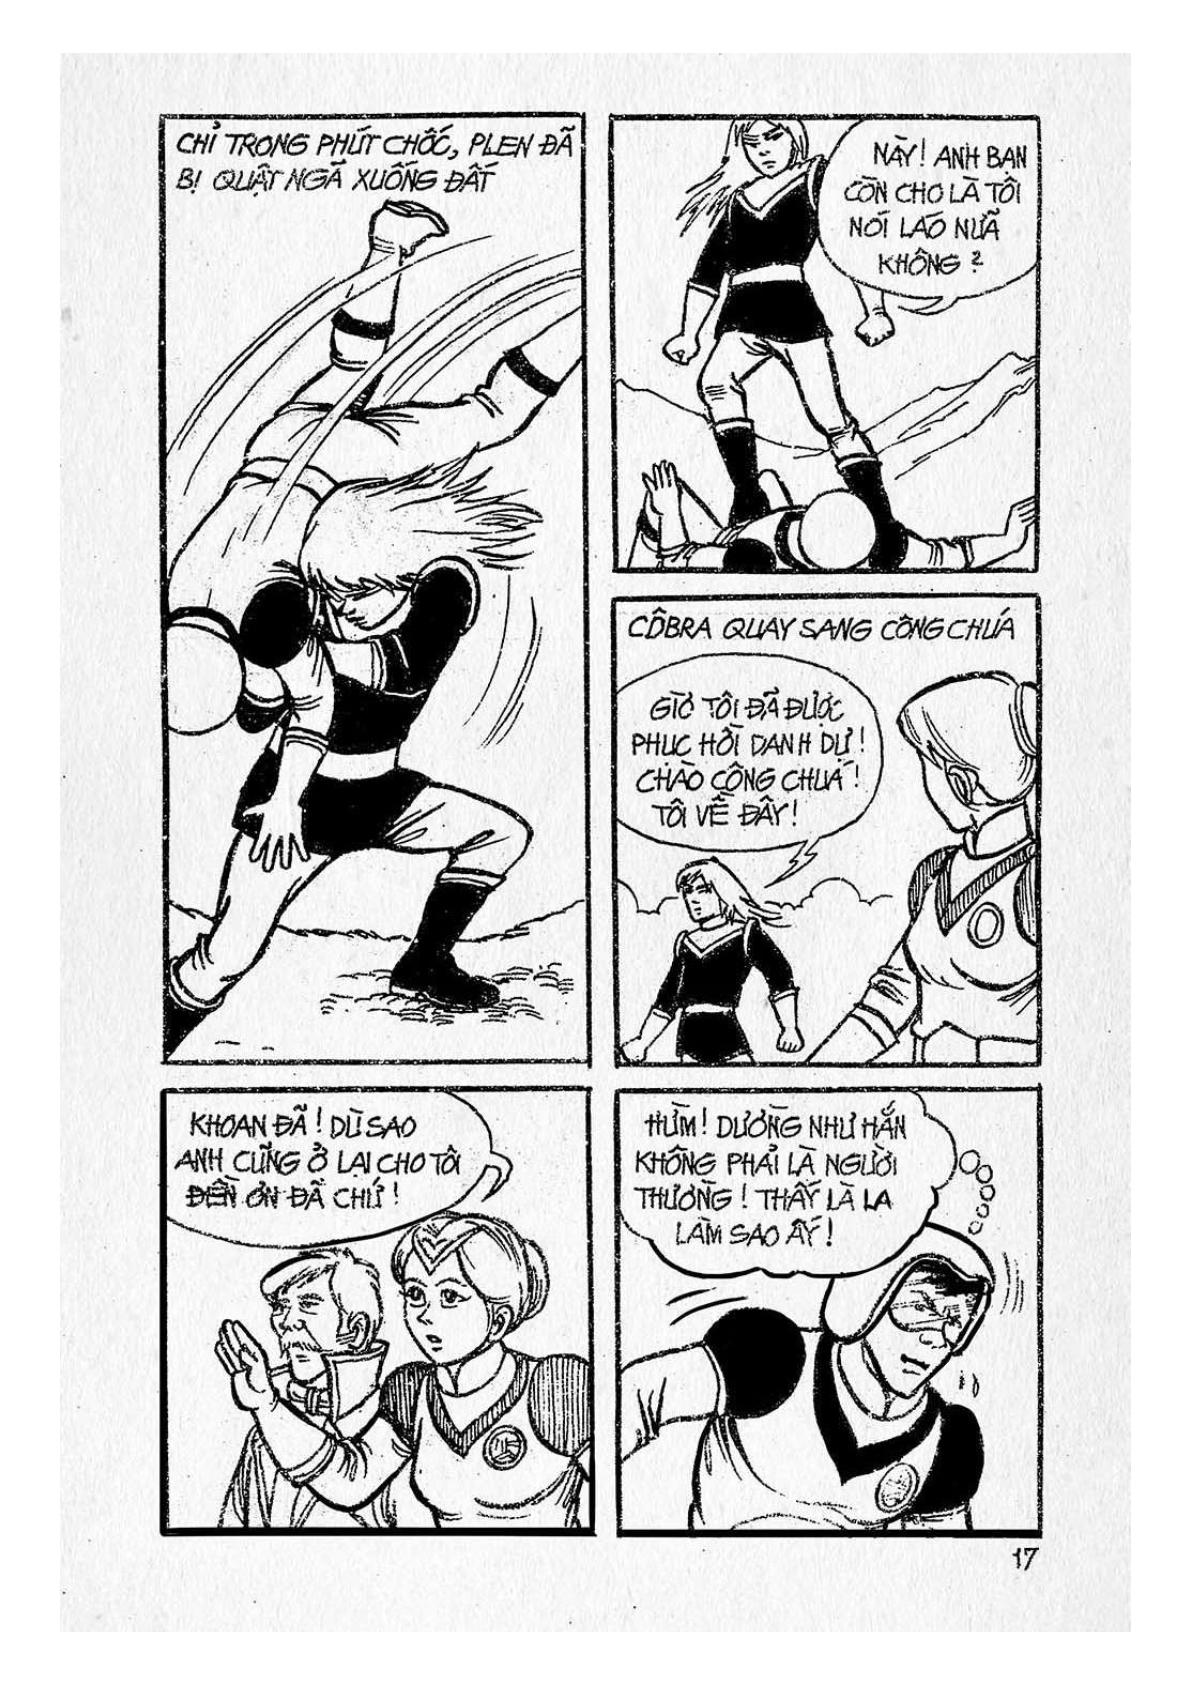 CHỈ TRONG PHÚT CHỐC, PLEN ĐÃ
BỊ QUẬT NGÃ XUỐNG ĐẤT
NÀY! ANH BẠN
CÒN CHO LÀ TÔI
NÓI LÁO NỮA
KHÔNG?
CÔBRA QUAY SANG CÔNG CHÚA
GIỜ TÔI ĐÃ ĐƯỢC
PHỤC HỒI DANH DỰ!
CHÀO CÔNG CHÚA!
TÔI VỀ ĐÂY!
KHOAN ĐÃ! DÙ SAO
ANH CŨNG Ở LẠI CHO TÔI
ĐỀN ƠN ĐÃ CHỨ!
HỪM! DƯỜNG NHƯ HẮN
KHÔNG PHẢI LÀ NGƯỜI
THƯỜNG! THẤY LÀ LẠ
LÀM SAO ẤY!
17